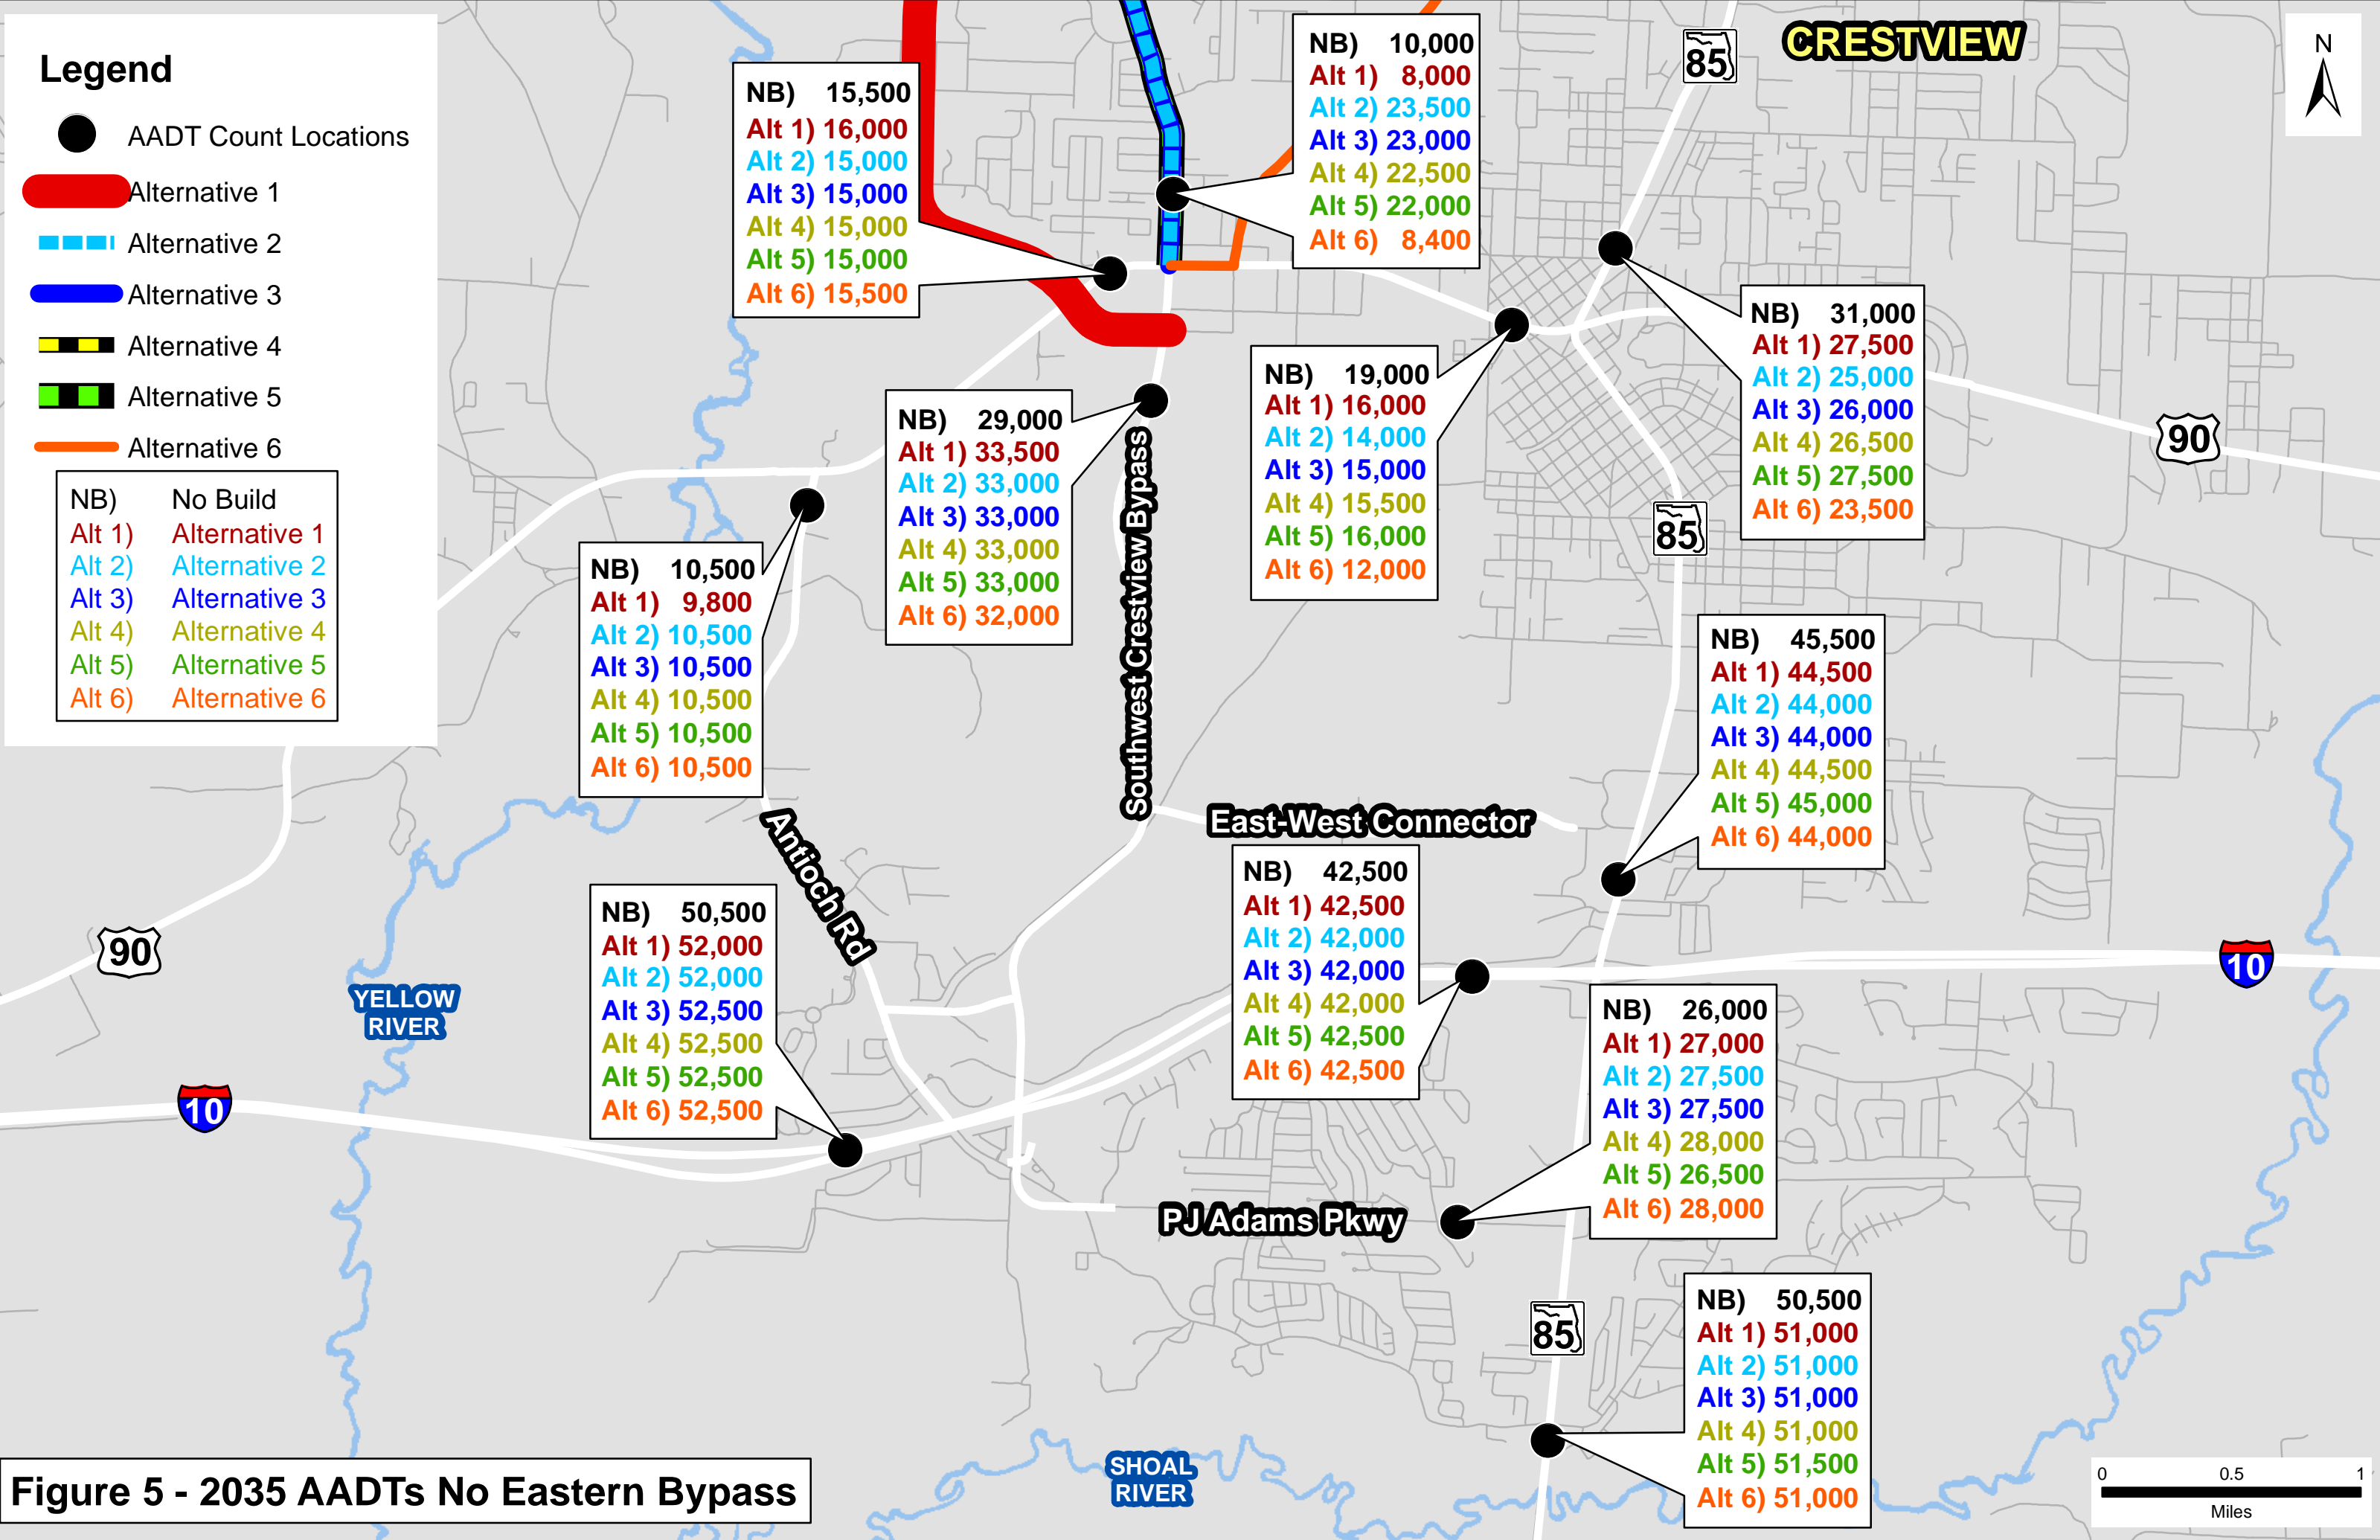 Legend
AADT Count Locations
Alternative 1
Alternative 2
Alternative 3
Alternative 4
Alternative 5
Alternative 6
NB) No Build
Alt 1) Alternative 1
Alt 2) Alternative 2
Alt 3) Alternative 3
Alt 4) Alternative 4
Alt 5) Alternative 5
Alt 6) Alternative 6
NB) 15,500
Alt 1) 16,000
Alt 2) 15,000
Alt 3) 15,000
Alt 4) 15,000
Alt 5) 15,000
Alt 6) 15,500
NB) 10,000
Alt 1) 8,000
Alt 2) 23,500
Alt 3) 23,000
Alt 4) 22,500
Alt 5) 22,000
Alt 6) 8,400
85
CRESTVIEW
N
NB) 31,000
Alt 1) 27,500
Alt 2) 25,000
Alt 3) 26,000
Alt 4) 26,500
Alt 5) 27,500
Alt 6) 23,500
90
NB) 19,000
Alt 1) 16,000
Alt 2) 14,000
Alt 3) 15,000
Alt 4) 15,500
Alt 5) 16,000
Alt 6) 12,000
NB) 29,000
Alt 1) 33,500
Alt 2) 33,000
Alt 3) 33,000
Alt 4) 33,000
Alt 5) 33,000
Alt 6) 32,000
Southwest Crestview Bypass
85
NB) 10,500
Alt 1) 9,800
Alt 2) 10,500
Alt 3) 10,500
Alt 4) 10,500
Alt 5) 10,500
Alt 6) 10,500
NB) 45,500
Alt 1) 44,500
Alt 2) 44,000
Alt 3) 44,000
Alt 4) 44,500
Alt 5) 45,000
Alt 6) 44,000
East-West Connector
Antioch Rd
NB) 42,500
Alt 1) 42,500
Alt 2) 42,000
Alt 3) 42,000
Alt 4) 42,000
Alt 5) 42,500
Alt 6) 42,500
NB) 50,500
Alt 1) 52,000
Alt 2) 52,000
Alt 3) 52,500
Alt 4) 52,500
Alt 5) 52,500
Alt 6) 52,500
90
YELLOW
RIVER
10
10
NB) 26,000
Alt 1) 27,000
Alt 2) 27,500
Alt 3) 27,500
Alt 4) 28,000
Alt 5) 26,500
Alt 6) 28,000
PJ Adams Pkwy
85
NB) 50,500
Alt 1) 51,000
Alt 2) 51,000
Alt 3) 51,000
Alt 4) 51,000
Alt 5) 51,500
Alt 6) 51,000
SHOAL
RIVER
Figure 5 - 2035 AADTs No Eastern Bypass
0 0.5 1
Miles